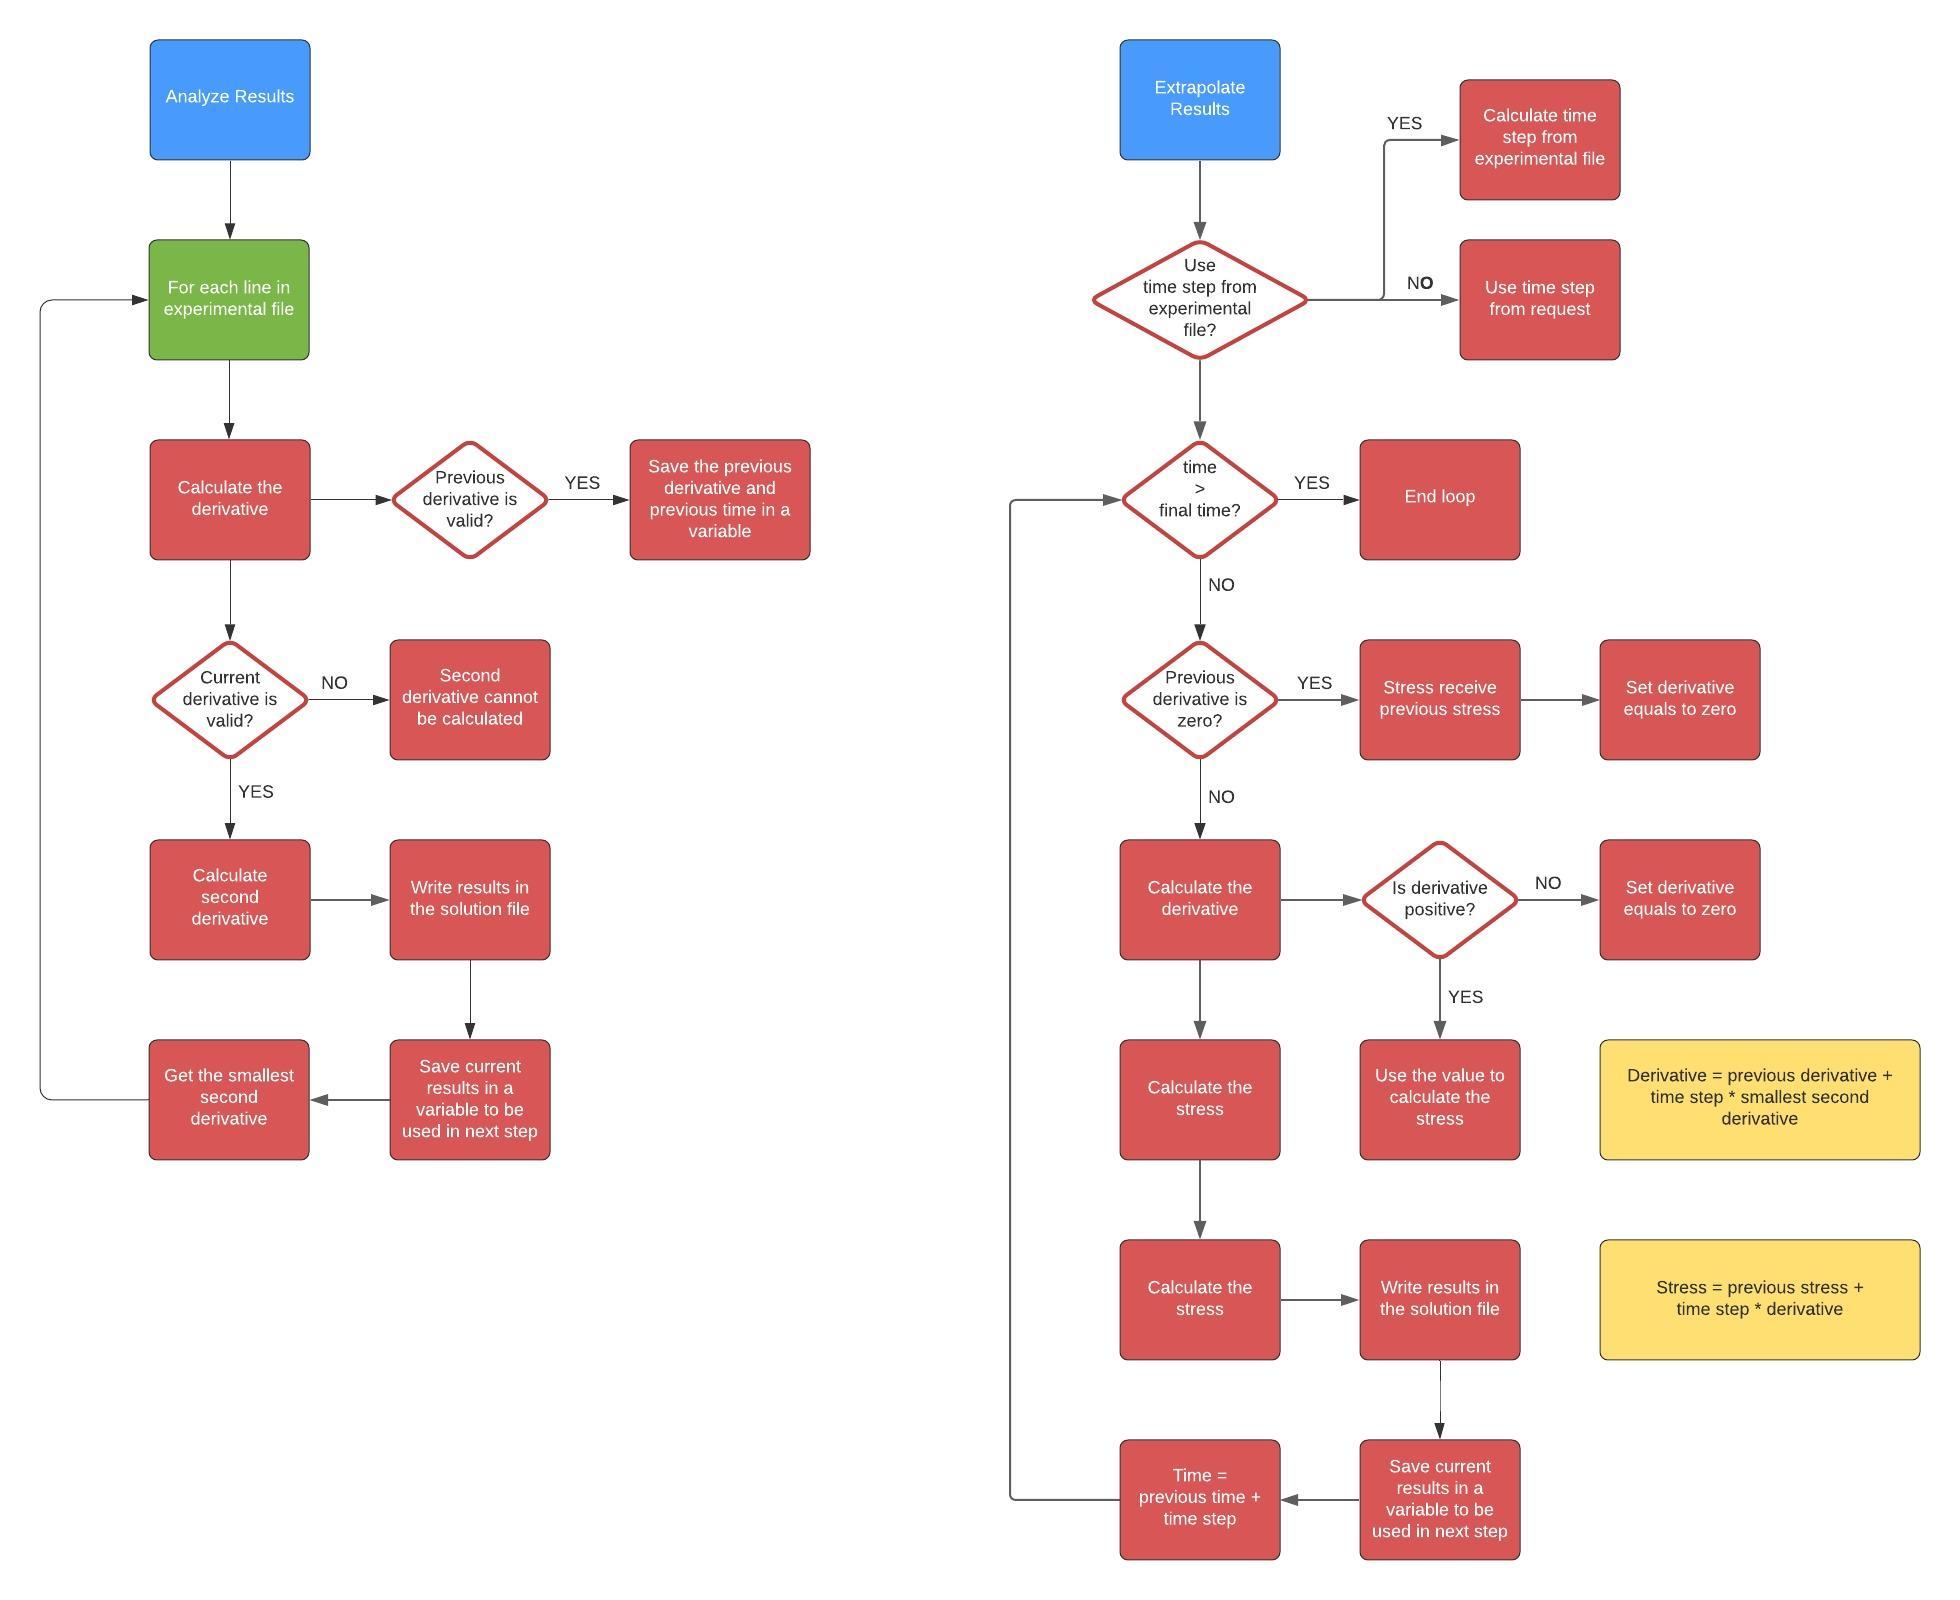 Analyze Results
For each line in
experimental file
Calculate the
derivative
Previous
derivative is
valid?
YES
Save the previous
derivative and
previous time in a
variable
Current
derivative is
valid?
NO
Second
derivative cannot
be calculated
YES
Calculate
second
derivative
Write results in
the solution file
Get the smallest
second
derivative
Save current
results in a
variable to be
used in next step
Extrapolate
Results
YES
Calculate time
step from
experimental file
Use
time step from
experimental
file?
NO
Use time step
from request
time
>
final time?
YES
End loop
NO
Previous
derivative is
zero?
YES
Stress receive
previous stress
Set derivative
equals to zero
NO
Calculate the
derivative
Is derivative
positive?
NO
Set derivative
equals to zero
YES
Calculate the
stress
Use the value to
calculate the
stress
Derivative = previous derivative +
time step * smallest second
derivative
Calculate the
stress
Write results in
the solution file
Stress = previous stress +
time step * derivative
Time =
previous time +
time step
Save current
results in a
variable to be
used in next step